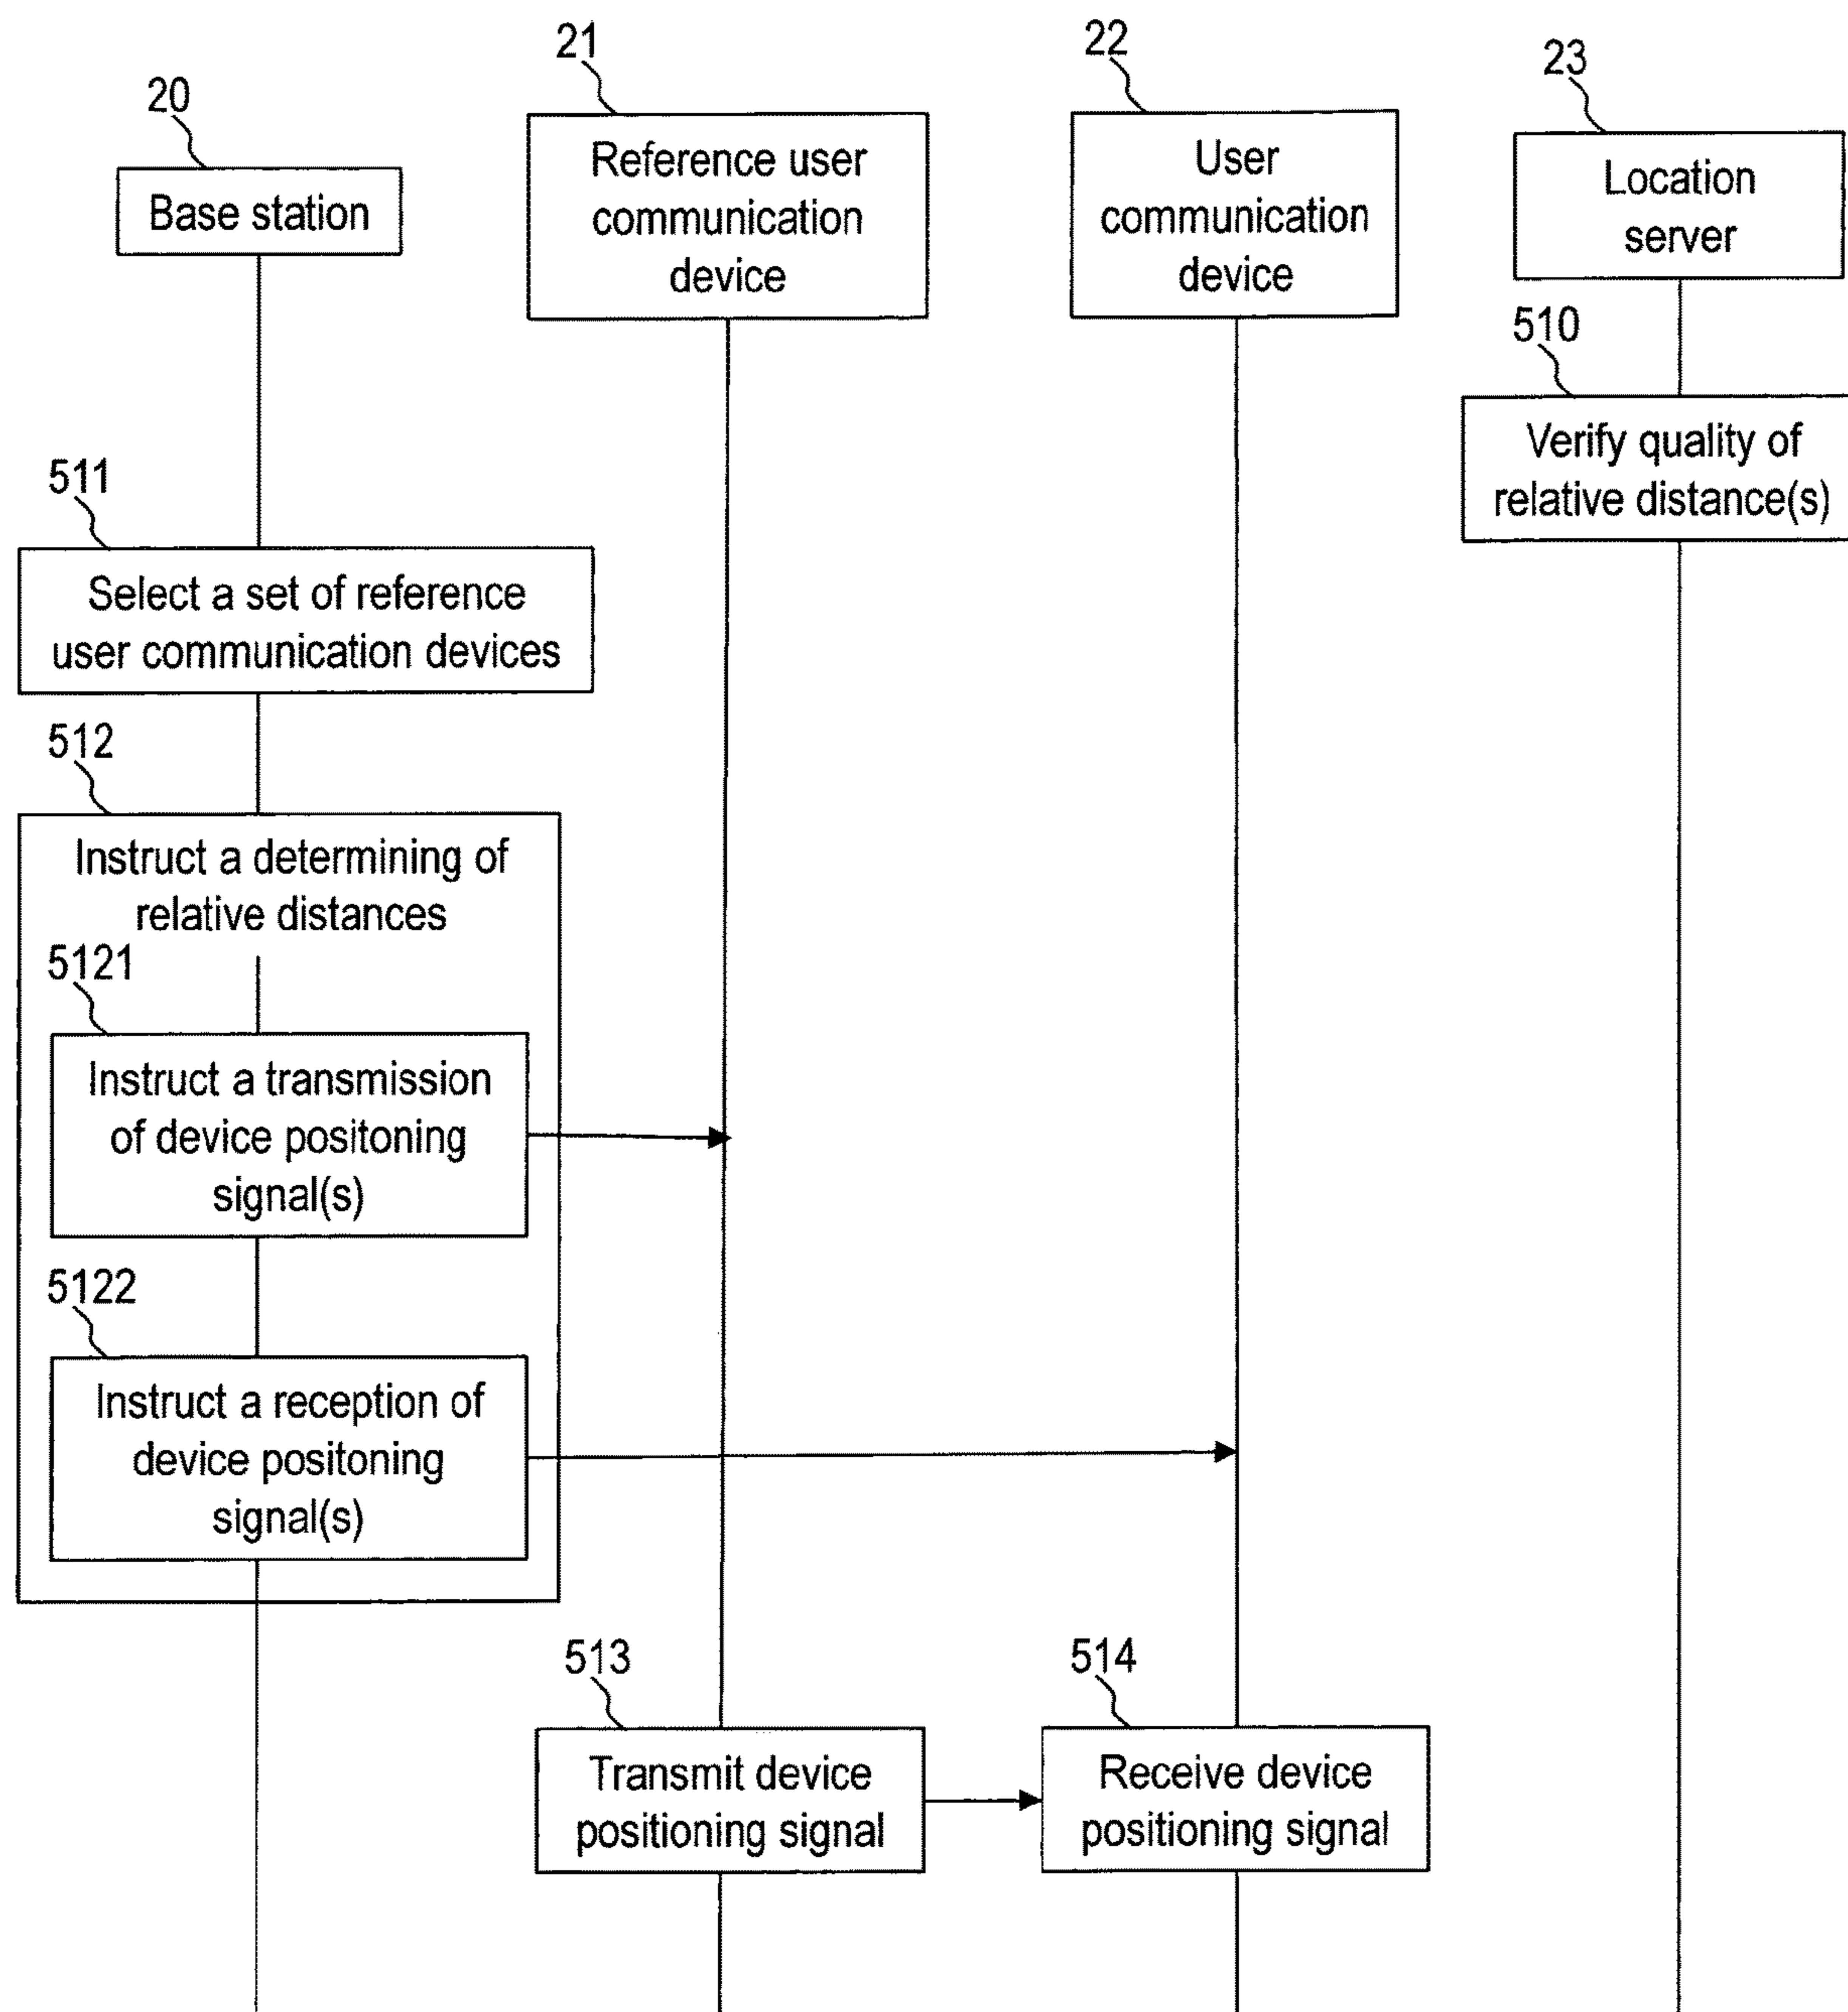 20
Base station
21
Reference user
communication
device
22
User
communication
device
23
Location
server
510
Verify quality of
relative distance(s)
511
Select a set of reference
user communication devices
512
Instruct a determining of
relative distances
5121
Instruct a transmission
of device positoning
signal(s)
5122
Instruct a reception of
device positoning
signal(s)
513
Transmit device
positioning signal
514
Receive device
positioning signal